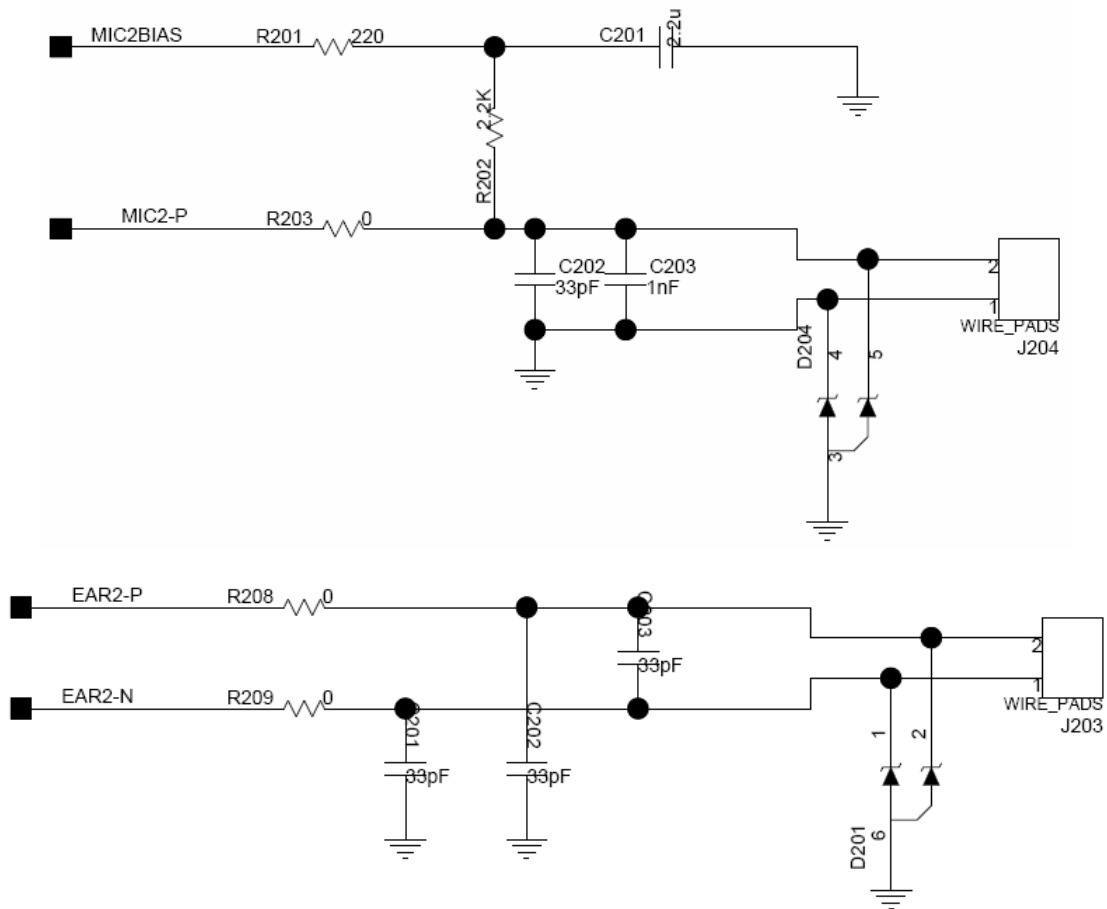 MIC2BIAS
R201
220
C201
2.2u
2.2K
R202
MIC2-P
R203
0
C202
33pF
C203
1nF
2
1
WIRE_PADS
J204
D204
4
5
3
EAR2-P
R208
0
C203
33pF
2
1
WIRE_PADS
J203
EAR2-N
R209
0
C201
33pF
C202
33pF
1
2
D201
6